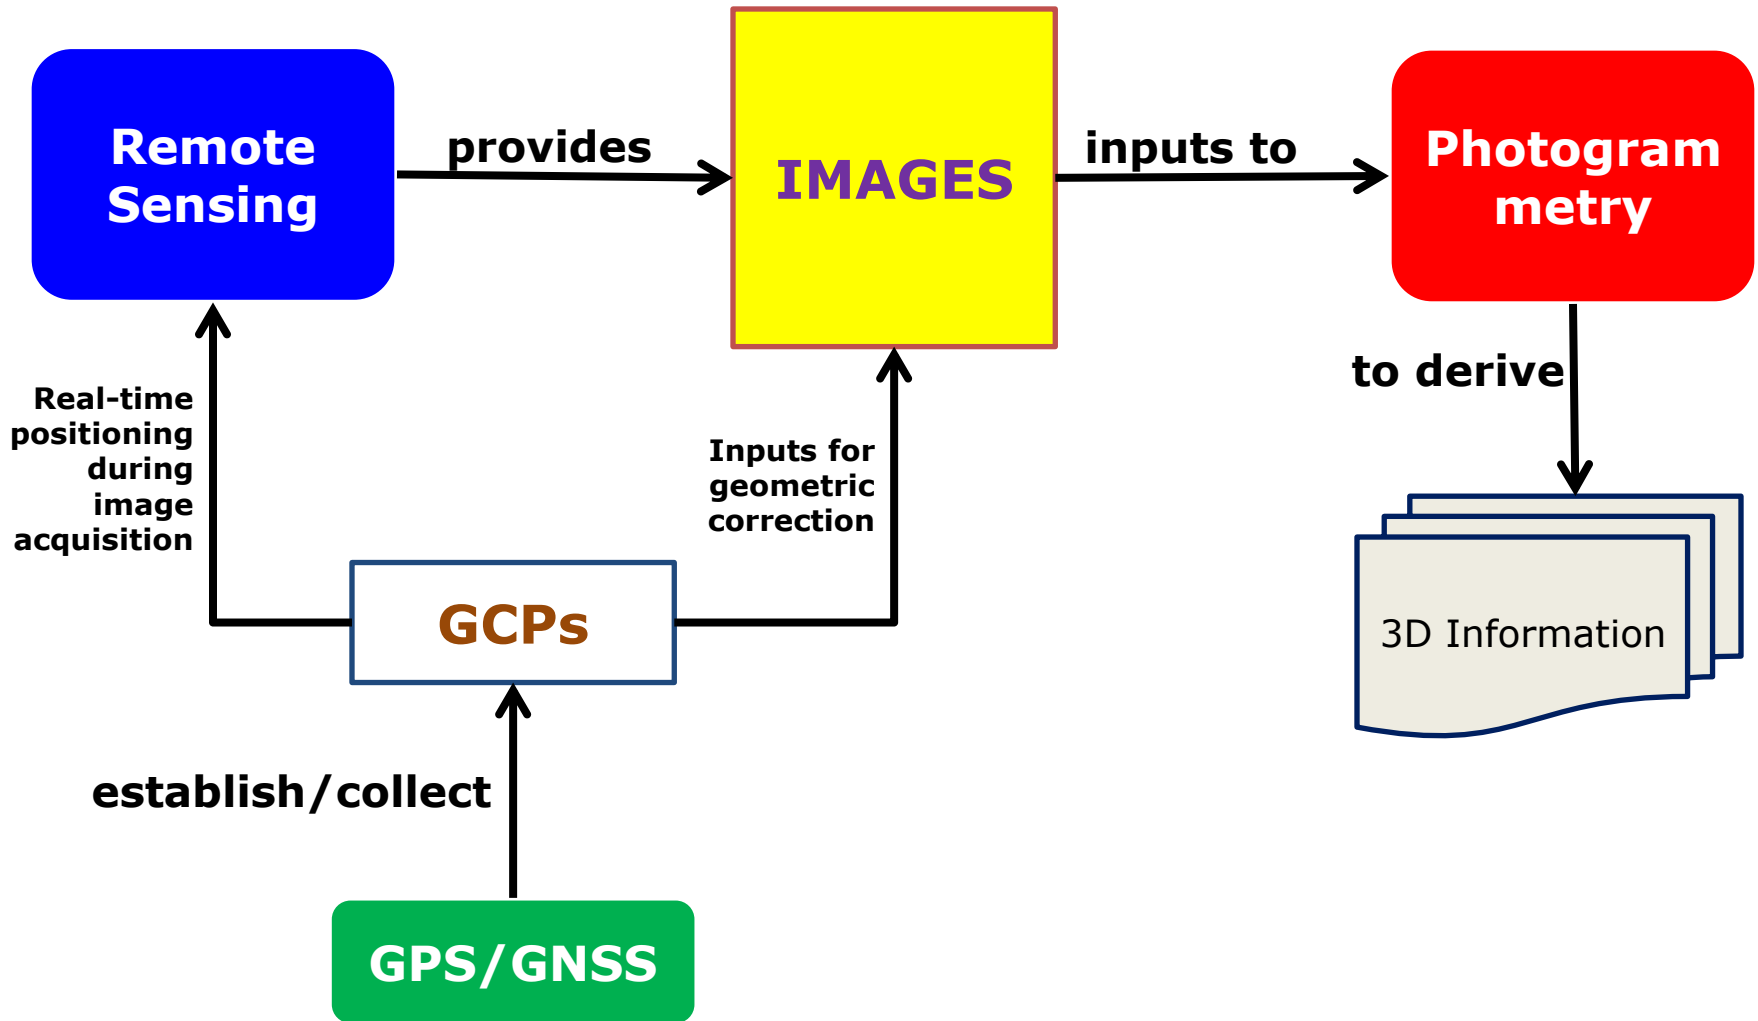 Remote
Sensing
provides
IMAGES
inputs to
Photogram
metry
to derive
3D Information
Real-time
positioning
during
image
acquisition
Inputs for
geometric
correction
GCPs
establish/collect
GPS/GNSS